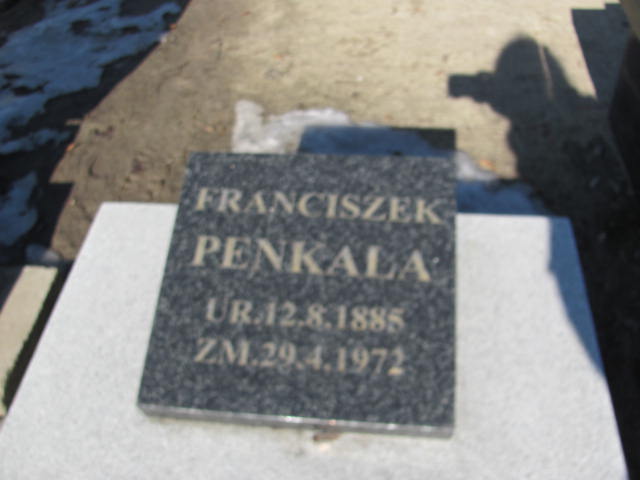 FRANCISZEK
PENKALA
UR.12.8.1885
ZM.29.4.1972